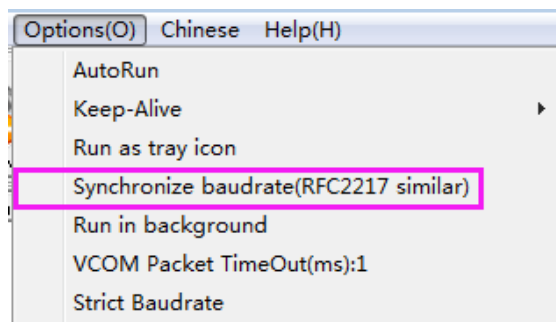 Options(O) Chinese Help(H)
AutoRun
Keep-Alive
Run as tray icon
Synchronize baudrate(RFC2217 similar)
Run in background
VCOM Packet TimeOut(ms):1
Strict Baudrate